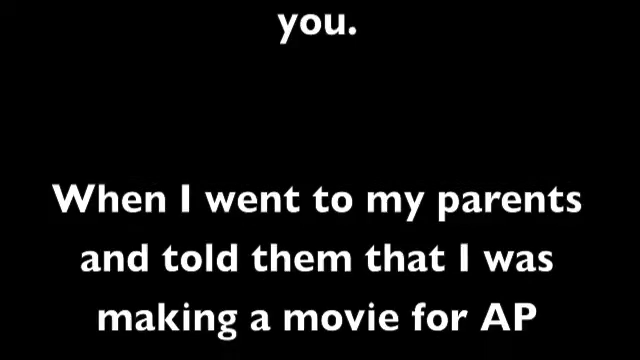 you.
When I went to my parents
and told them that I was
making a movie for AP